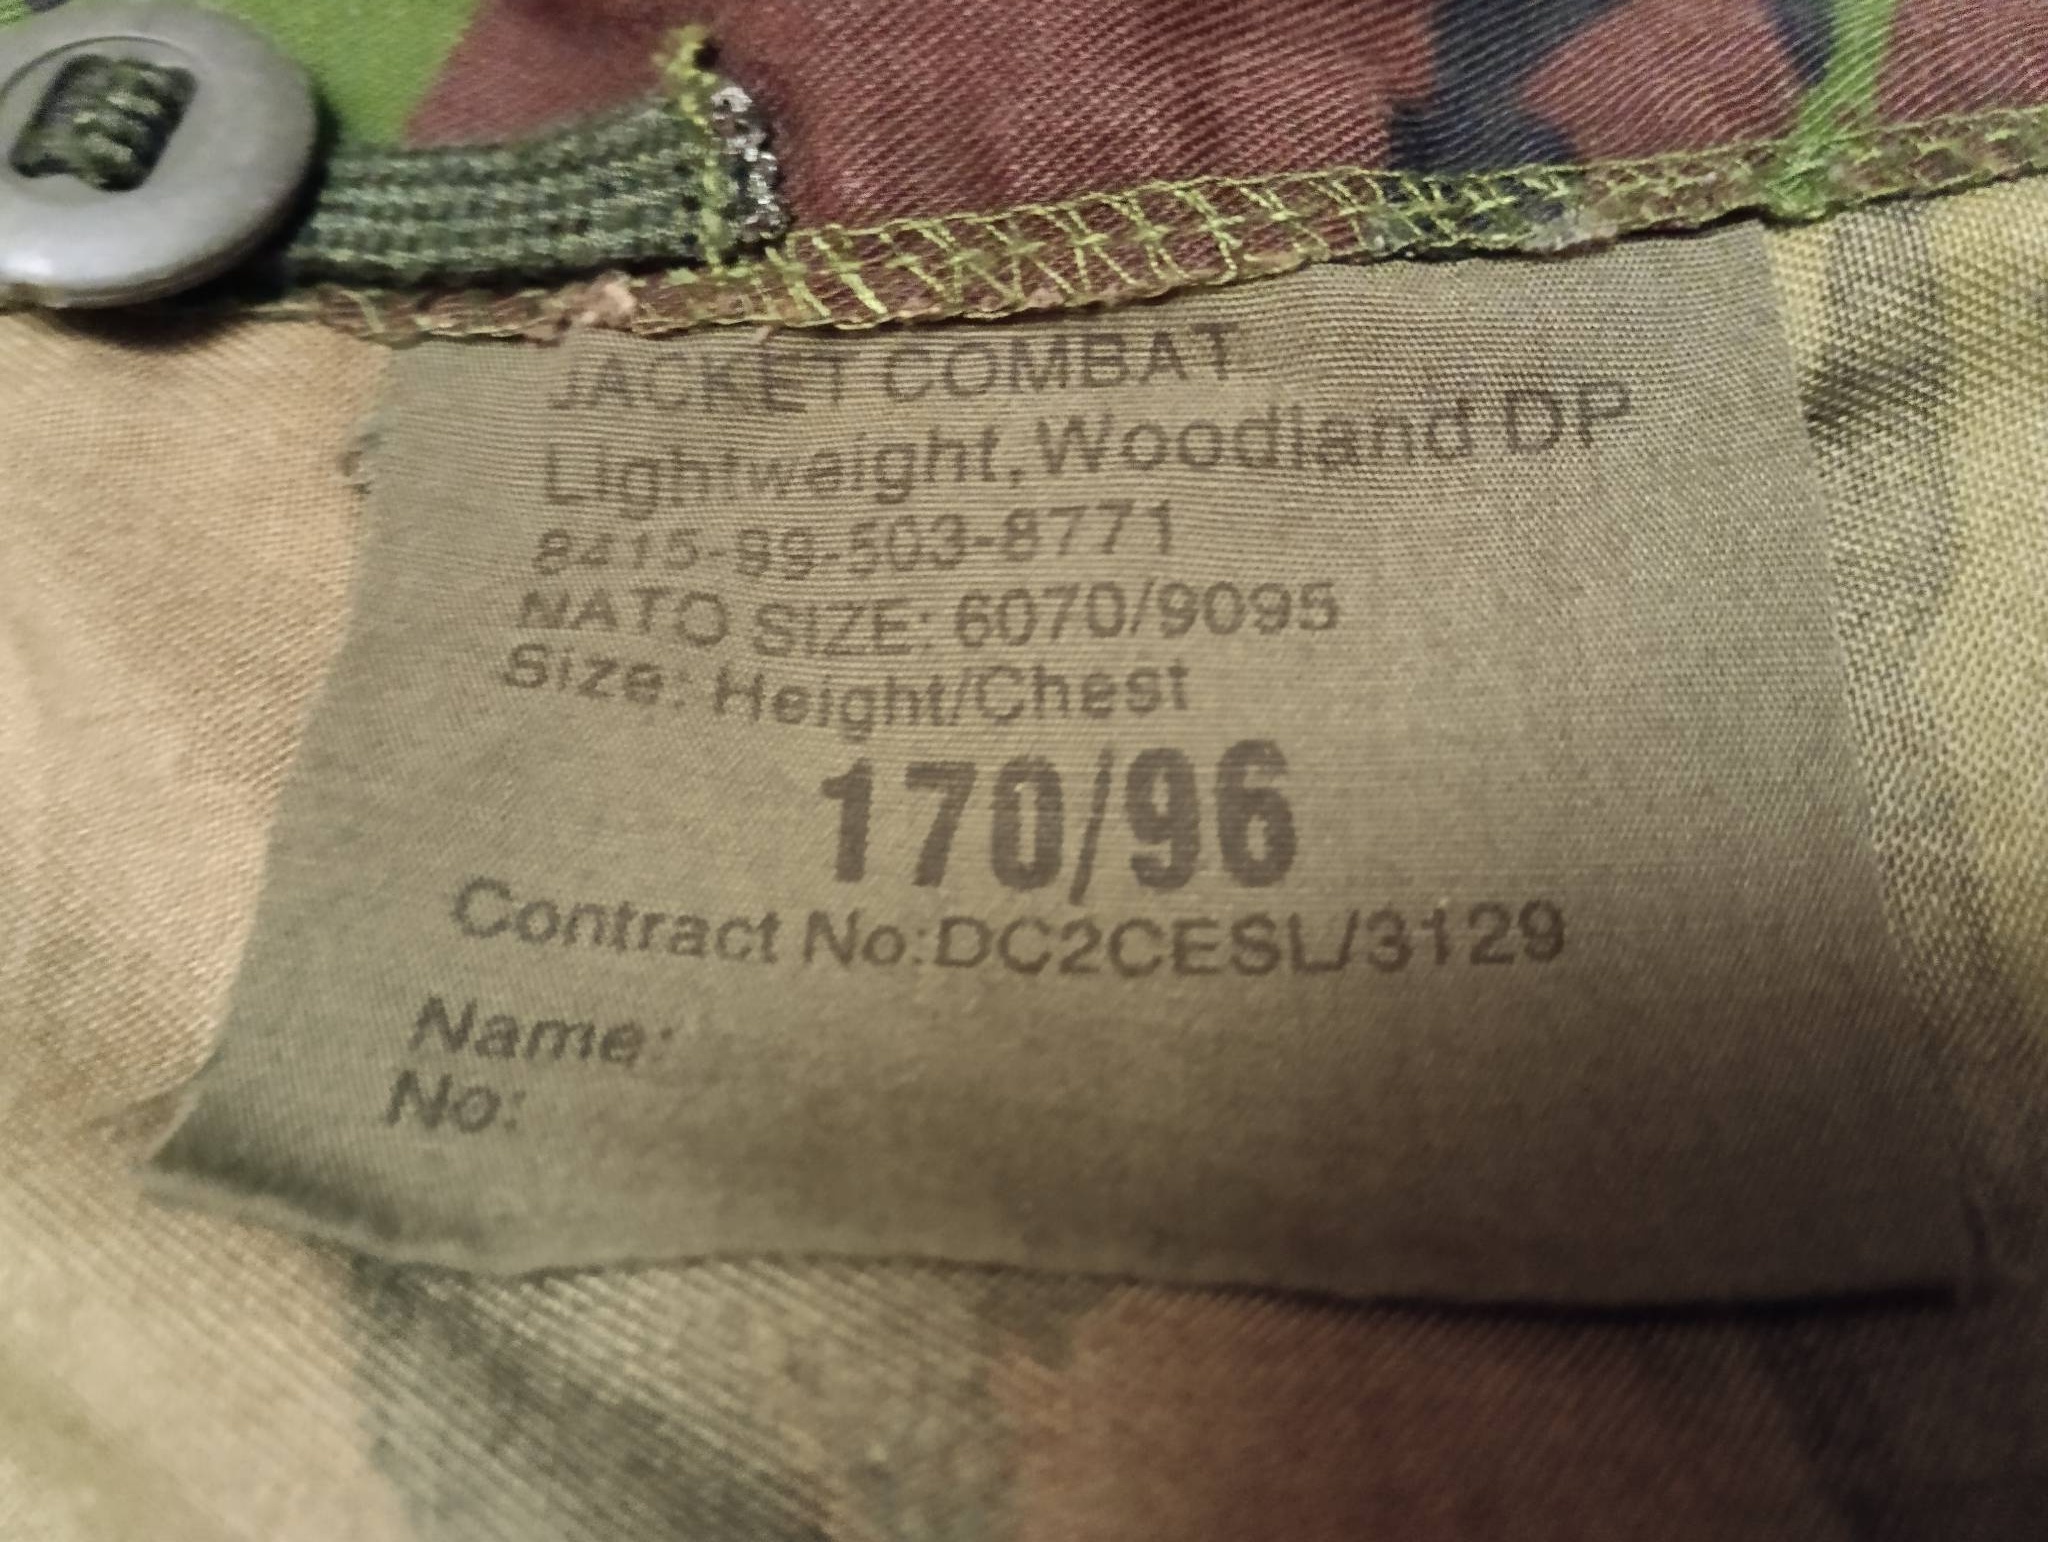 JACKET COMBAT
Lightweight, Woodland DP
8415-99-503-8771
NATO SIZE: 6070/9095
Size: Height/Chest
170/96
Contract No:DC2CESL/3129
Name:
No: